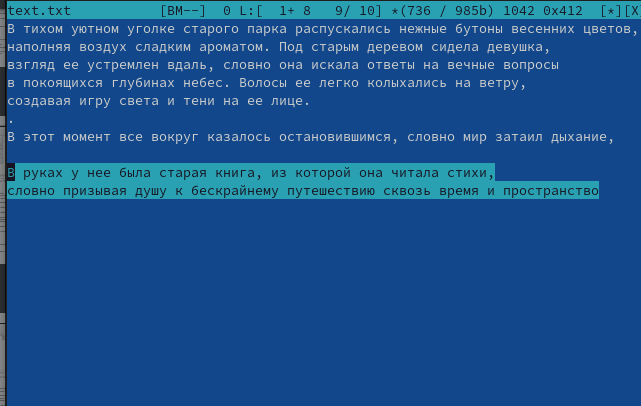 text.txt [BM--] 0 L:[ 1+ 8 9/ 10] *(736 / 985b) 1042 0x412 [*][X
В тихом уютном уголке старого парка распускались нежные бутоны весенних цветов,
наполняя воздух сладким ароматом. Под старым деревом сидела девушка,
взгляд ее устремлен вдаль, словно она искала ответы на вечные вопросы
в покоящихся глубинах небес. Волосы ее легко колыхались на ветру,
создавая игру света и тени на ее лице.
.
В этот момент все вокруг казалось остановившимся, словно мир затаил дыхание,
В руках у нее была старая книга, из которой она читала стихи,
словно призывая душу к бескрайнему путешествию сквозь время и пространство